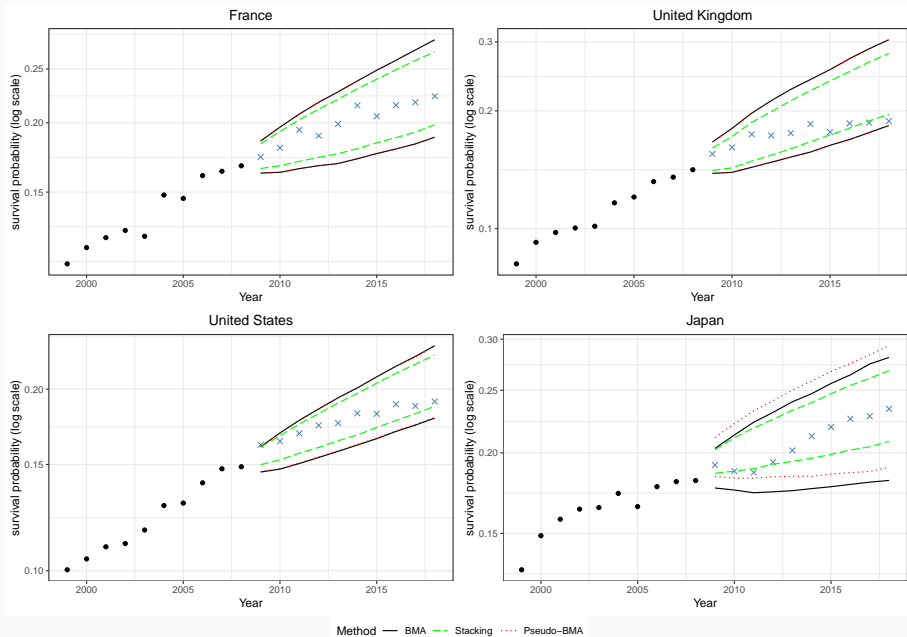 France
survival probability (log scale)
0.25
0.20
0.15
2000 2005 2010 2015
Year
United Kingdom
survival probability (log scale)
0.3
0.2
0.1
2000 2005 2010 2015
Year
United States
survival probability (log scale)
0.20
0.15
0.10
2000 2005 2010 2015
Year
Japan
survival probability (log scale)
0.30
0.25
0.20
0.15
2000 2005 2010 2015
Year
Method BMA Stacking Pseudo−BMA